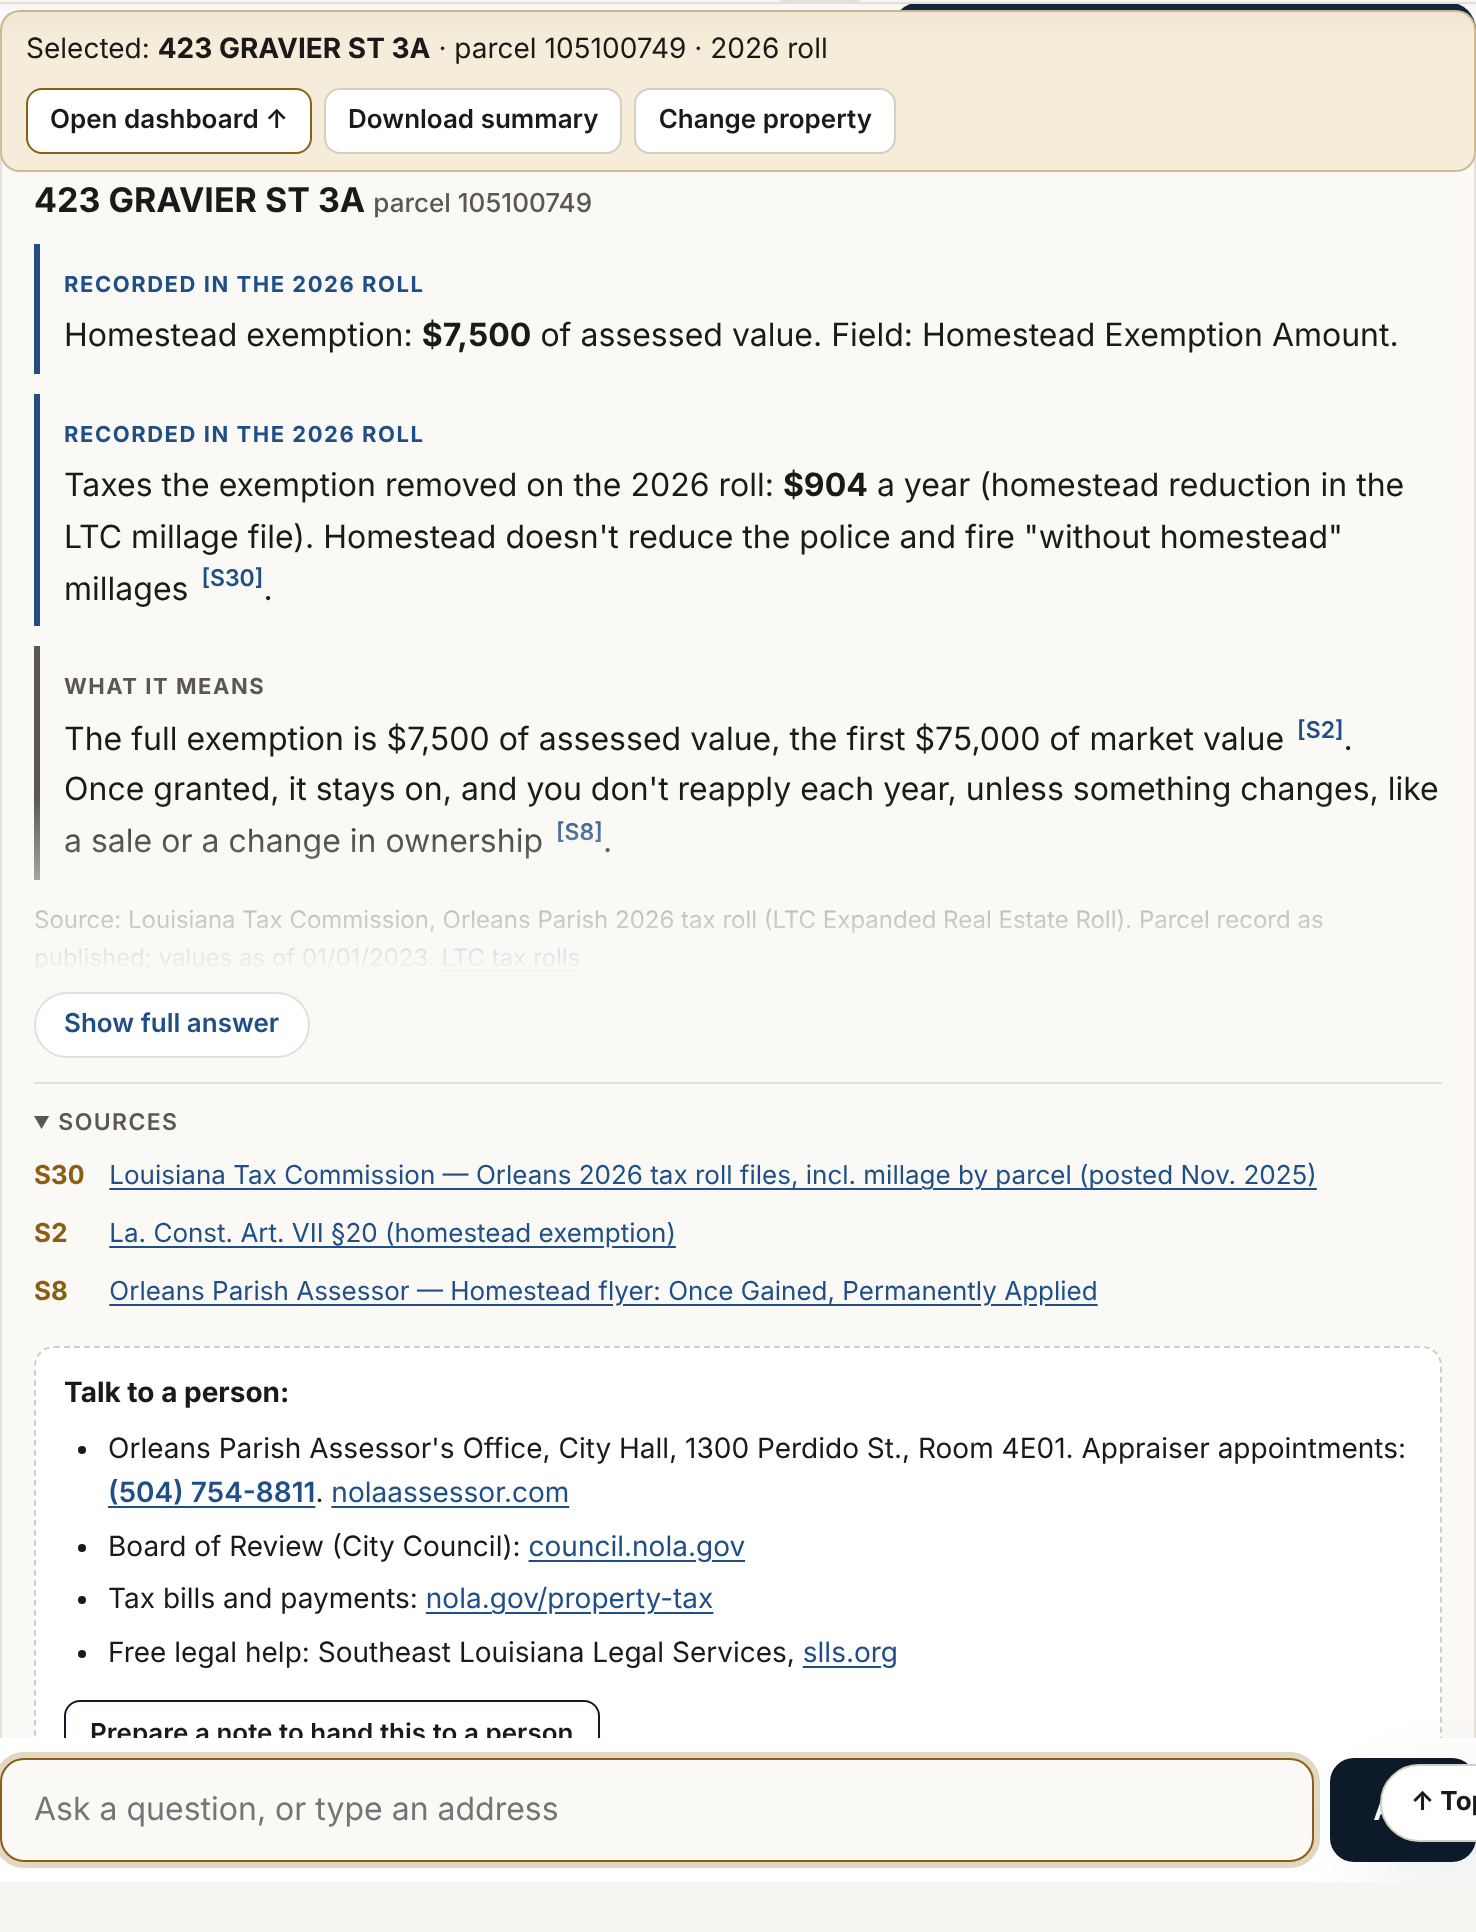 Selected: 423 GRAVIER ST 3A · parcel 105100749 · 2026 roll
Open dashboard ↑
Download summary
Change property
423 GRAVIER ST 3A parcel 105100749
RECORDED IN THE 2026 ROLL
Homestead exemption: $7,500 of assessed value. Field: Homestead Exemption Amount.
RECORDED IN THE 2026 ROLL
Taxes the exemption removed on the 2026 roll: $904 a year (homestead reduction in the
LTC millage file). Homestead doesn't reduce the police and fire "without homestead"
millages [S30].
WHAT IT MEANS
The full exemption is $7,500 of assessed value, the first $75,000 of market value [S2].
Once granted, it stays on, and you don't reapply each year, unless something changes, like
a sale or a change in ownership [S8].
Source: Louisiana Tax Commission, Orleans Parish 2026 tax roll (LTC Expanded Real Estate Roll). Parcel record as
published; values as of 01/01/2023. LTC tax rolls
Show full answer
▼ SOURCES
S30 Louisiana Tax Commission — Orleans 2026 tax roll files, incl. millage by parcel (posted Nov. 2025)
S2 La. Const. Art. VII §20 (homestead exemption)
S8 Orleans Parish Assessor — Homestead flyer: Once Gained, Permanently Applied
Talk to a person:
• Orleans Parish Assessor's Office, City Hall, 1300 Perdido St., Room 4E01. Appraiser appointments:
(504) 754-8811. nolaassessor.com
• Board of Review (City Council): council.nola.gov
• Tax bills and payments: nola.gov/property-tax
• Free legal help: Southeast Louisiana Legal Services, slls.org
Prepare a note to hand this to a person
Ask a question, or type an address
↑ Top